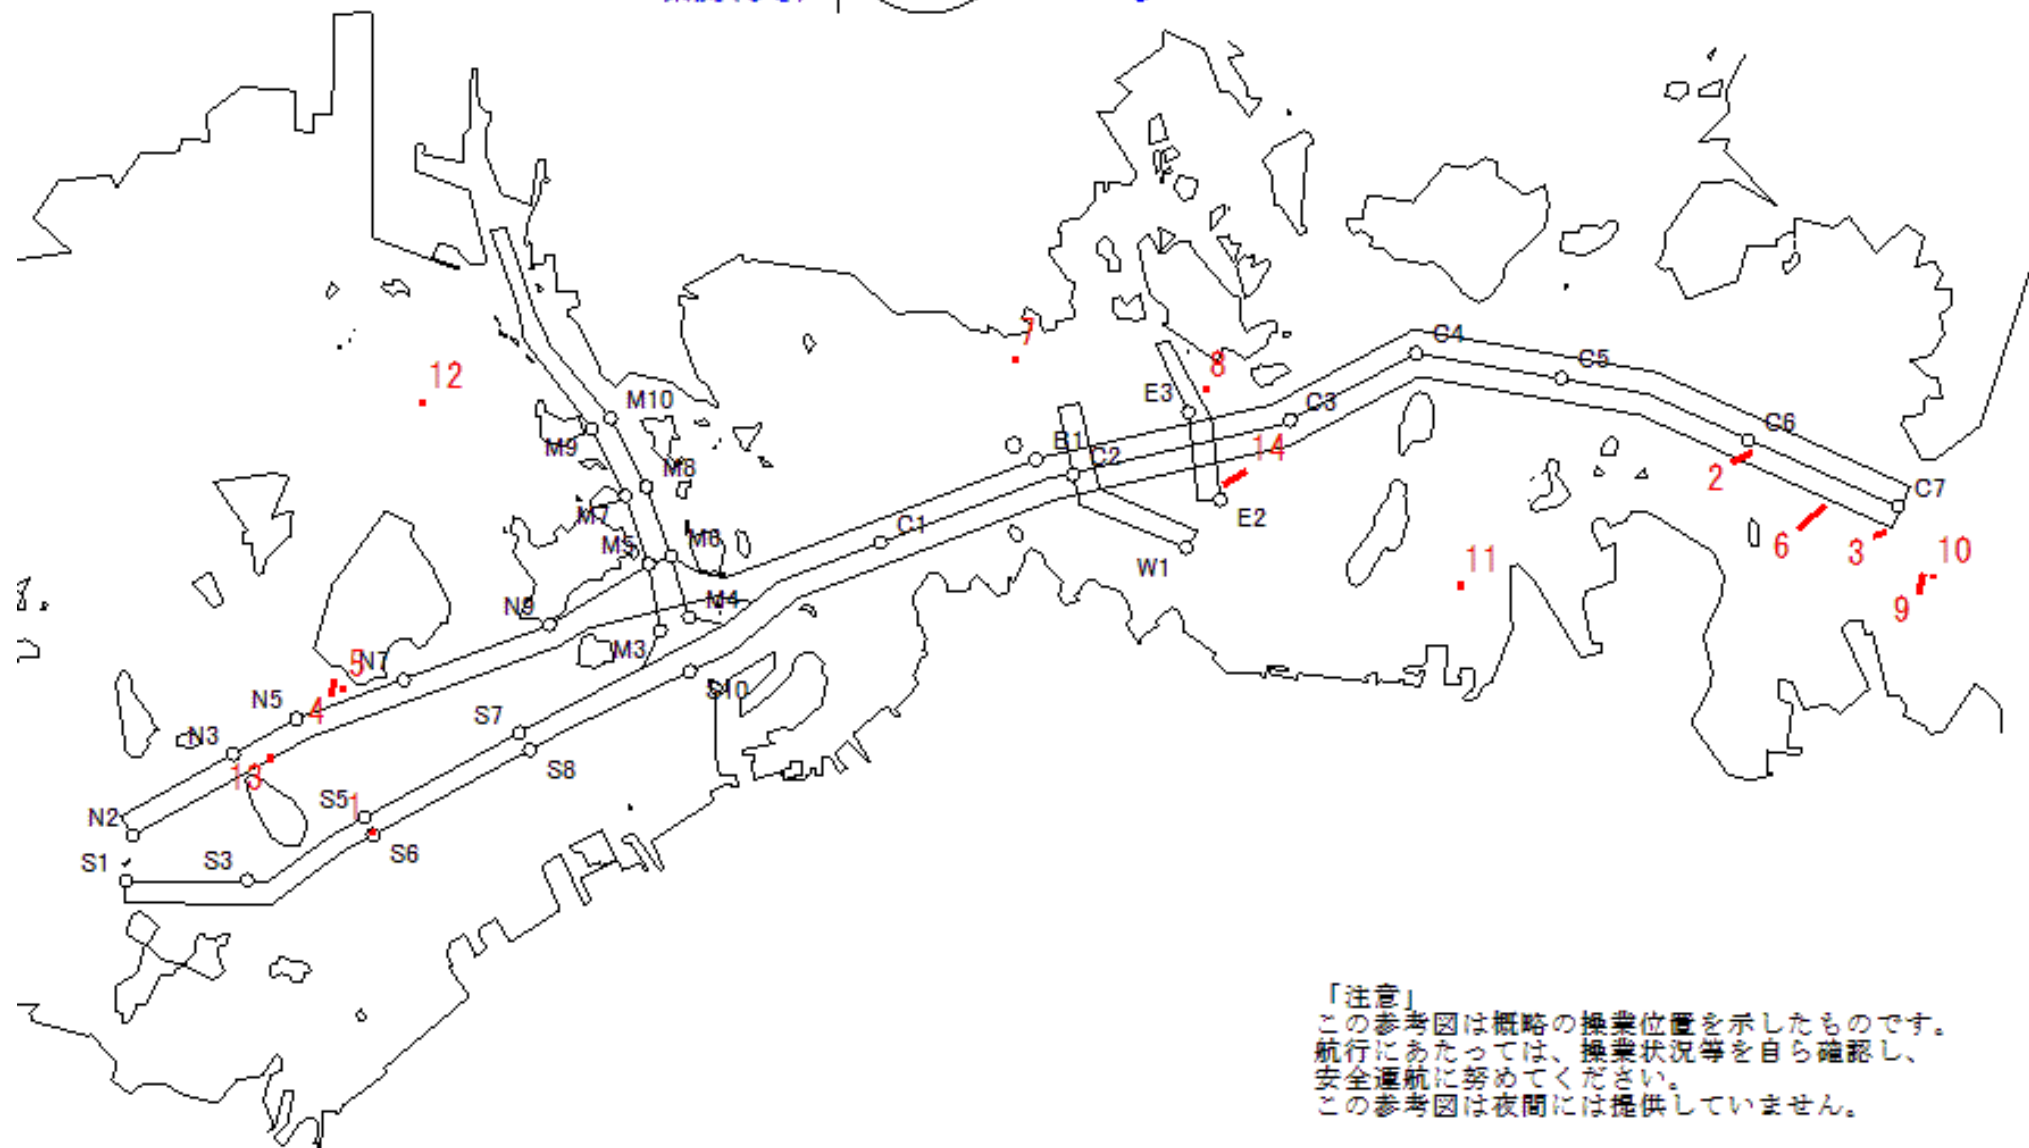 7
12
8
C4
C5
M10
E3
C3
C6
M9
B1
14
M8
C2
2
C7
M7
E2
M5
M6
C1
W1
6
3
10
11
N9
M4
9
M3
5
N7
S10
N5
4
N3
S7
13
S8
N2
S5
1
S1
S3
S6
「注意」
この参考図は概略の操業位置を示したものです。
航行にあたっては、操業状況等を自ら確認し、
安全運航に努めてください。
この参考図は夜間には提供していません。